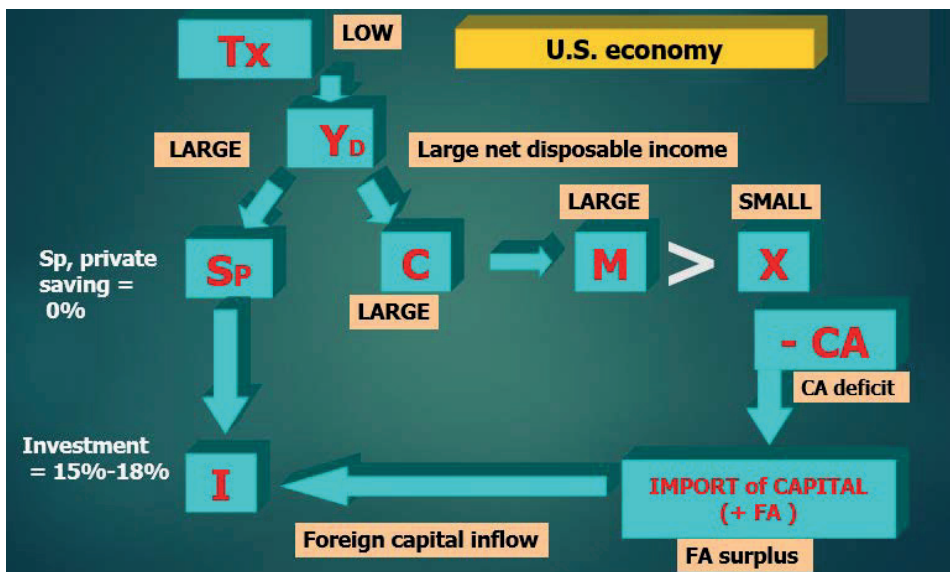 Tx
LOW
U.S. economy
LARGE
YD
Large net disposable income
LARGE
SMALL
Sp, private
saving =
0%
SP
C
M
>
X
LARGE
- CA
CA deficit
Investment
= 15%-18%
I
IMPORT of CAPITAL
(+ FA )
Foreign capital inflow
FA surplus